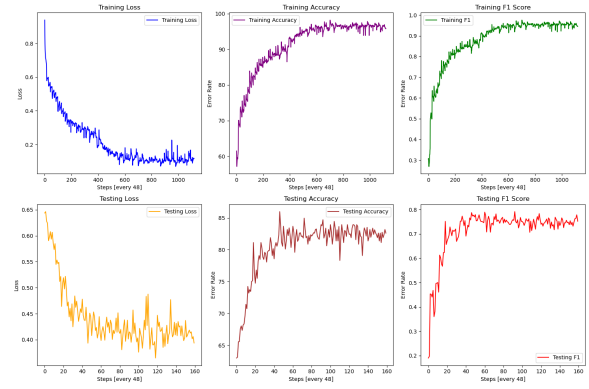 Training Loss
Training Loss
Loss
0.8
0.6
0.4
0.2
0 200 400 600 800 1000
Steps [every 48]
Training Accuracy
Training Accuracy
Error Rate
100
90
80
70
60
0 200 400 600 800 1000
Steps [every 48]
Training F1 Score
Training F1
Error Rate
1.0
0.9
0.8
0.7
0.6
0.5
0.4
0.3
0 200 400 600 800 1000
Steps [every 48]
Testing Loss
Testing Loss
Loss
0.65
0.60
0.55
0.50
0.45
0.40
0 20 40 60 80 100 120 140 160
Steps [every 48]
Testing Accuracy
Testing Accuracy
Error Rate
85
80
75
70
65
0 20 40 60 80 100 120 140 160
Steps [every 48]
Testing F1 Score
Testing F1
Error Rate
0.8
0.7
0.6
0.5
0.4
0.3
0.2
0 20 40 60 80 100 120 140 160
Steps [every 48]